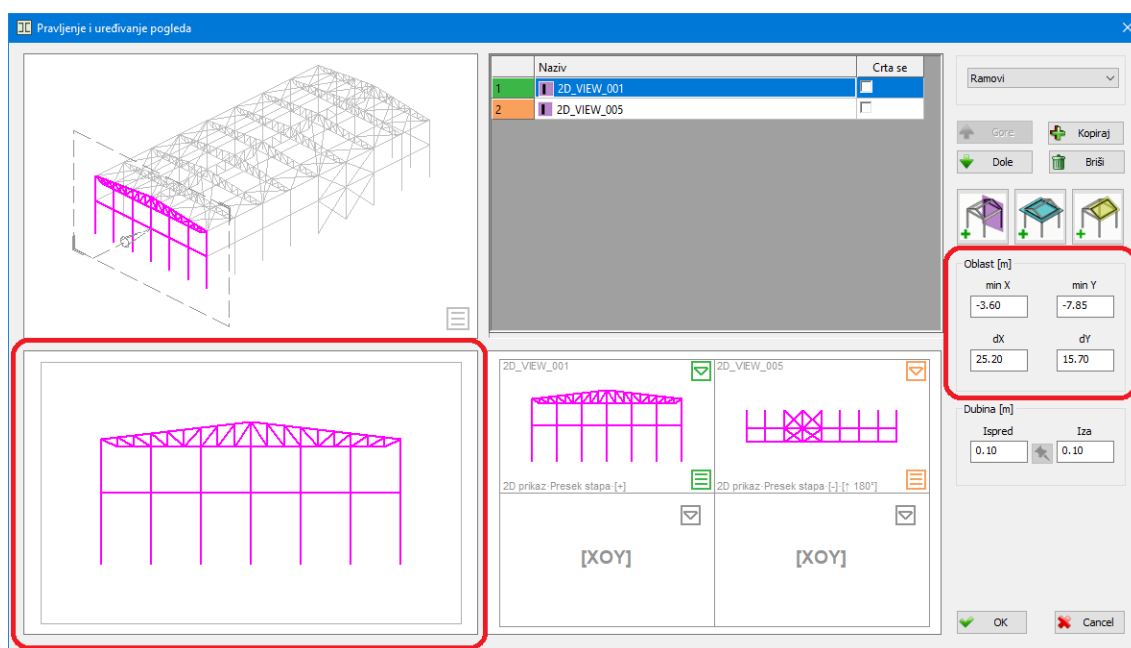 Pravljenje i uređivanje pogleda
Naziv
Crta se
1
2D_VIEW_001
2
2D_VIEW_005
Ramovi
Gore
Kopiraj
Dole
Briši
Oblast [m]
min X
min Y
-3.60
-7.85
dX
dY
25.20
15.70
Dubina [m]
Ispred
Iza
0.10
0.10
2D_VIEW_001
2D_VIEW_005
2D prikaz·Presek stapa·[+]
2D prikaz·Presek stapa·[-]·[↑ 180°]
[XOY]
[XOY]
OK
Cancel